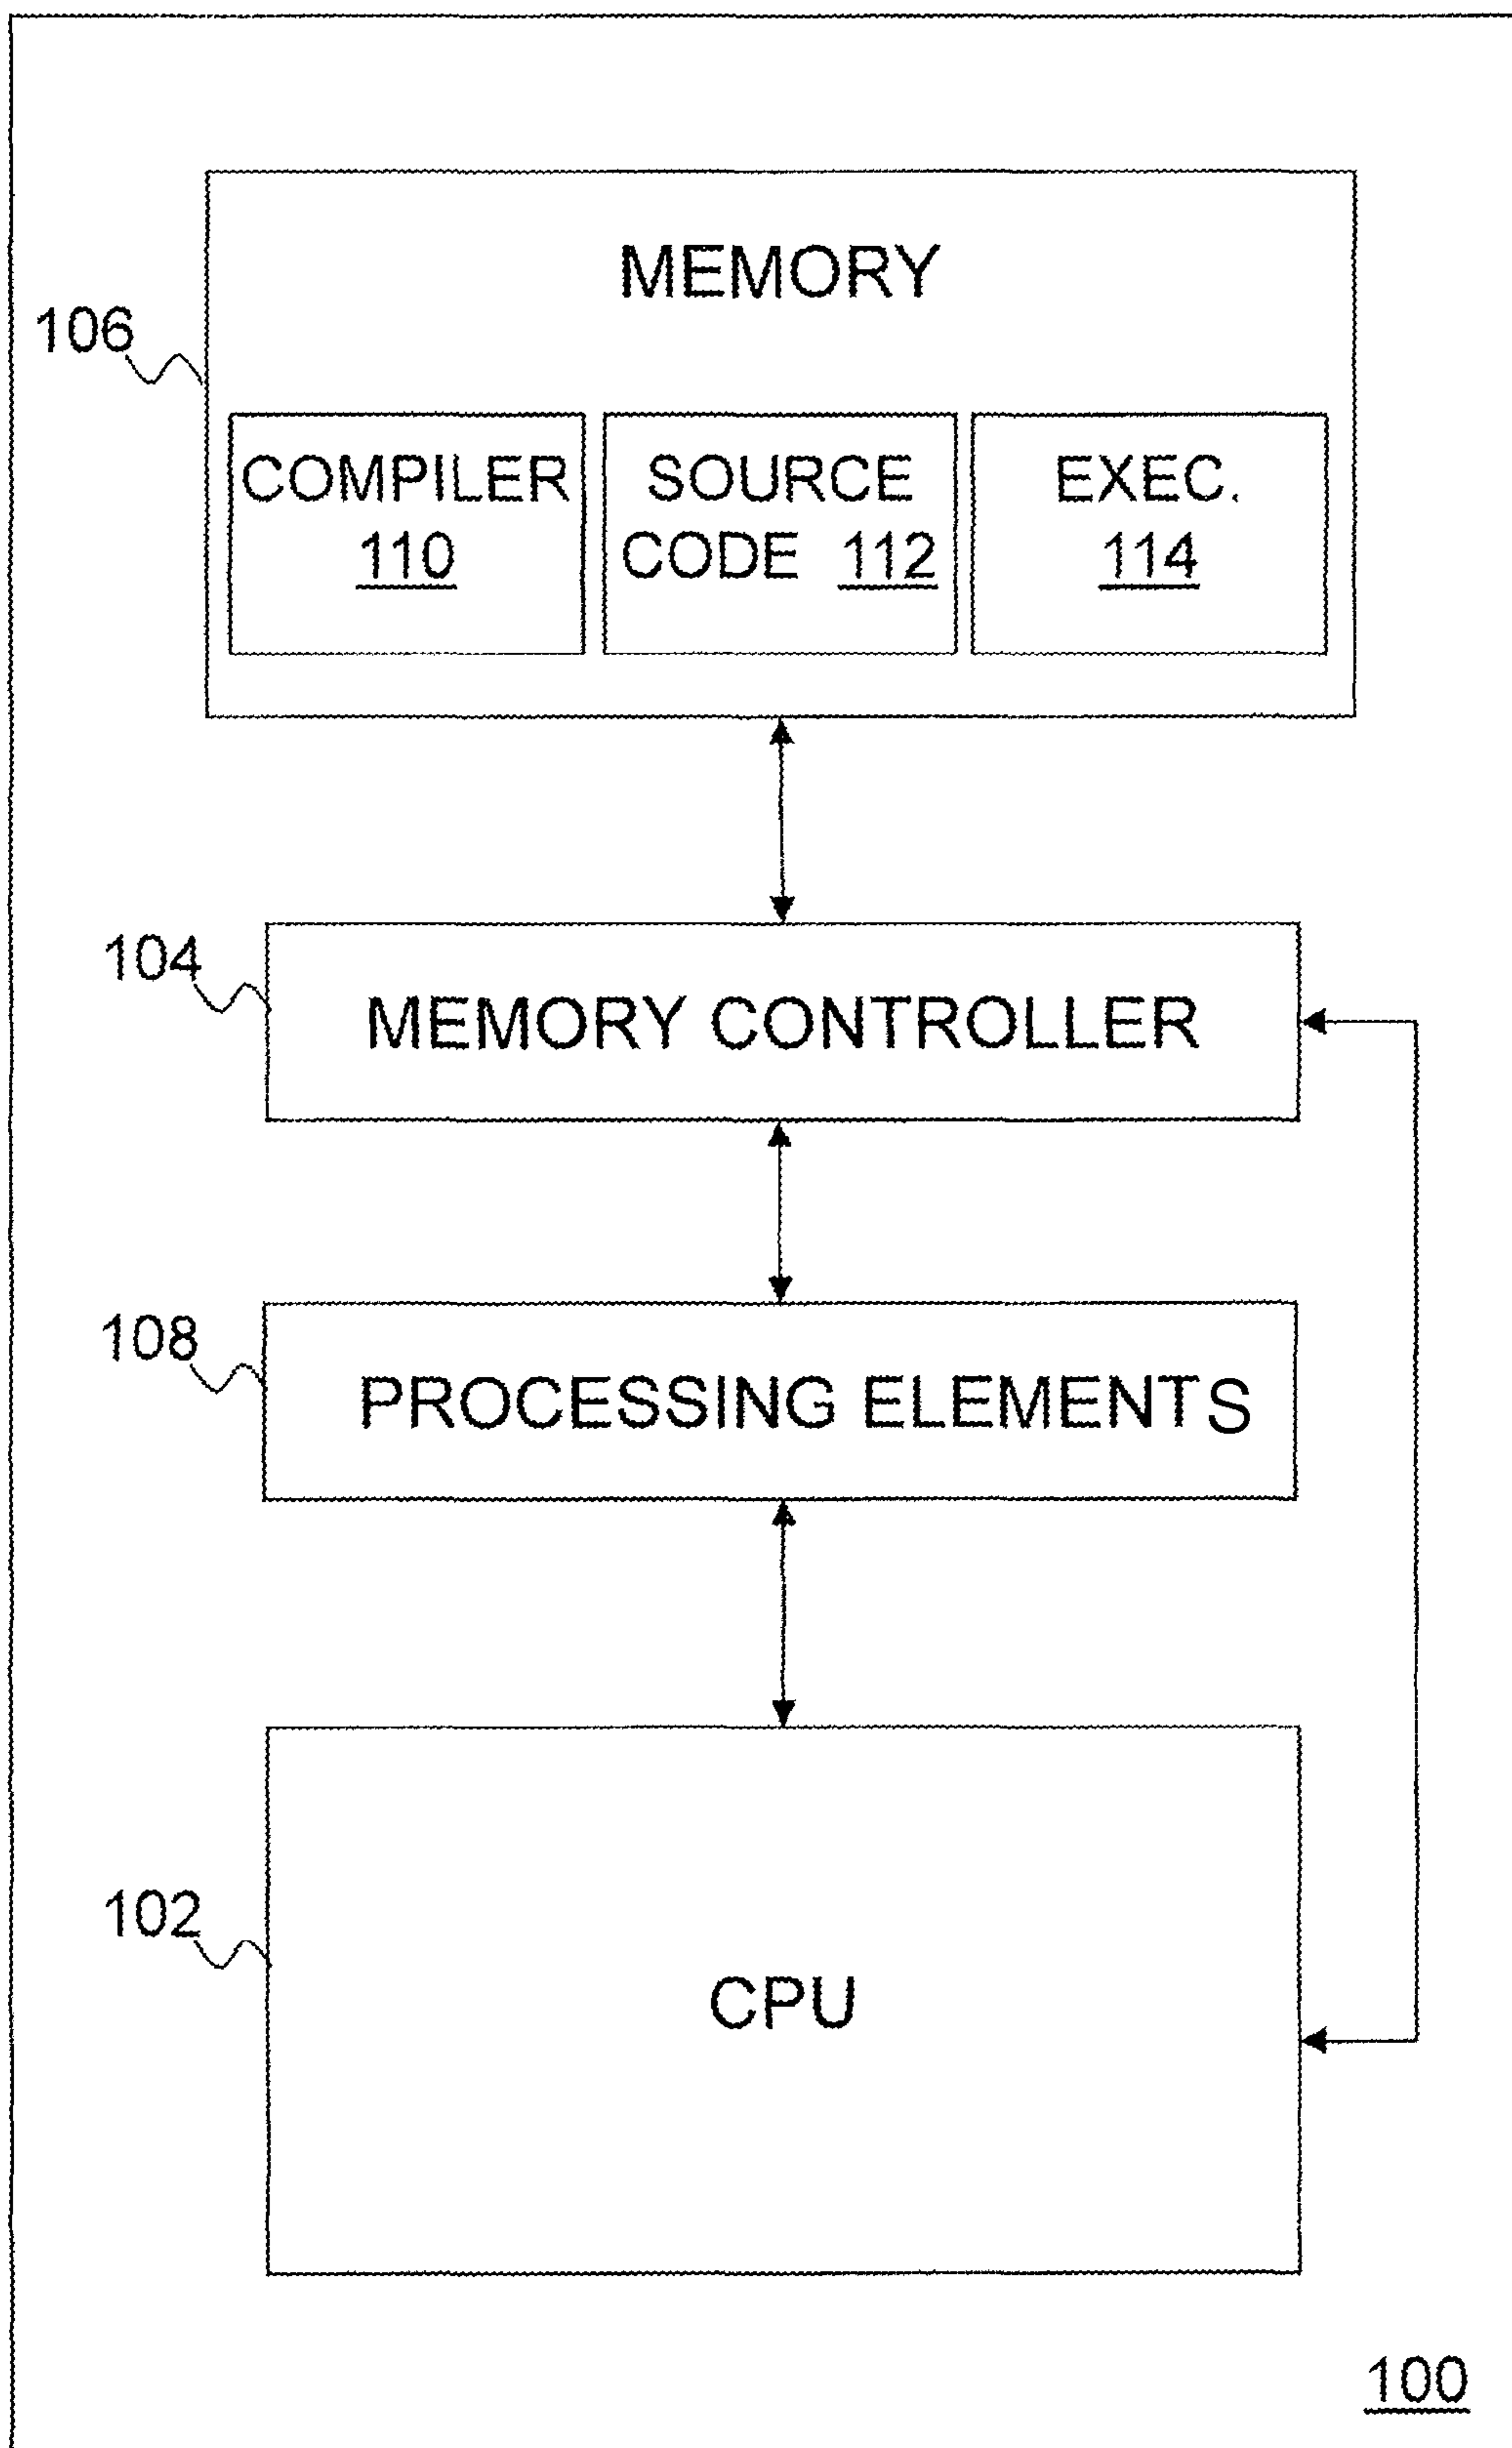 MEMORY
106
COMPILER
110
SOURCE
CODE 112
EXEC.
114
104
MEMORY CONTROLLER
108
PROCESSING ELEMENTS
102
CPU
100